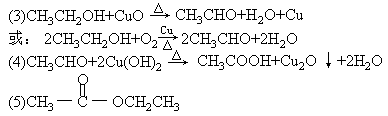 (3)CH₃CH₂OH+CuO →△ CH₃CHO+H₂O+Cu
或: 2CH₃CH₂OH+O₂ →Cu△ 2CH₃CHO+2H₂O
(4)CH₃CHO+2Cu(OH)₂ →△ CH₃COOH+Cu₂O↓+2H₂O
O
(5)CH₃—C—OCH₂CH₃